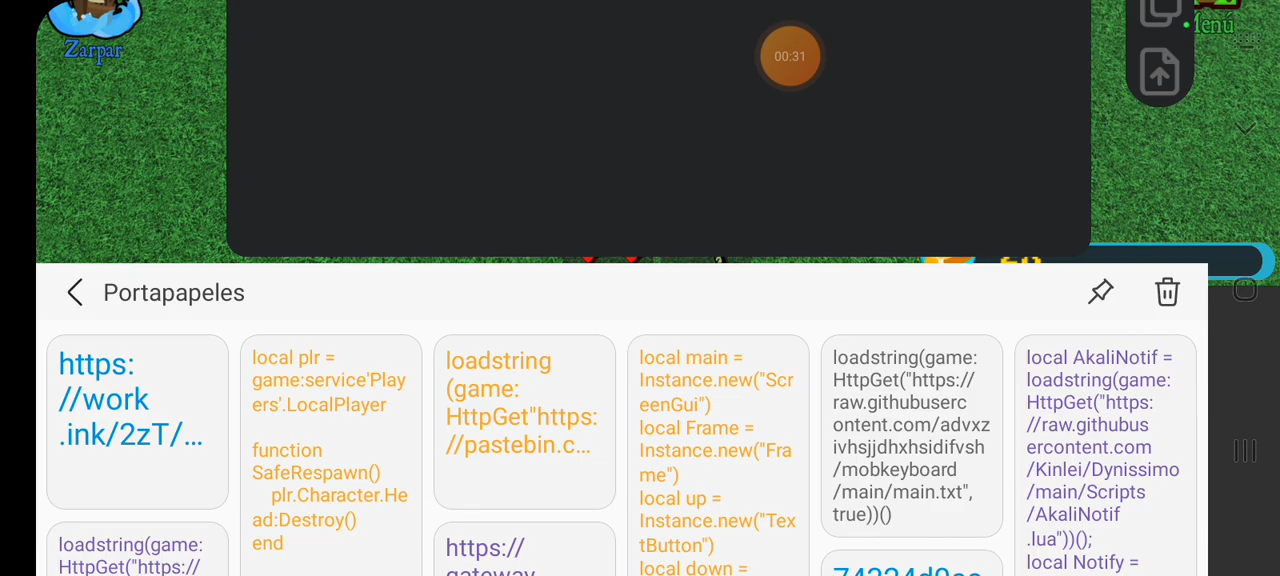 Zarpar
00:31
Menú
Portapapeles
https:
//work
.ink/2zT/...
local plr =
game:service'Play
ers'.LocalPlayer
function
SafeRespawn()
plr.Character.He
ad:Destroy()
end
loadstring
(game:
HttpGet"https:
//pastebin.c...
local main =
Instance.new("Scr
eenGui")
local Frame =
Instance.new("Fra
me")
local up =
Instance.new("Tex
tButton")
local down =
loadstring(game:
HttpGet("https://
raw.githubuserc
ontent.com/advxz
ivhsjjdhxhsidifvsh
/mobkeyboard
/main/main.txt",
true))()
local AkaliNotif =
loadstring(game:
HttpGet("https:
//raw.githubus
ercontent.com
/Kinlei/Dynissimo
/main/Scripts
/AkaliNotif
.lua"))();
local Notify =
loadstring(game:
HttpGet("https://
https://
gateway